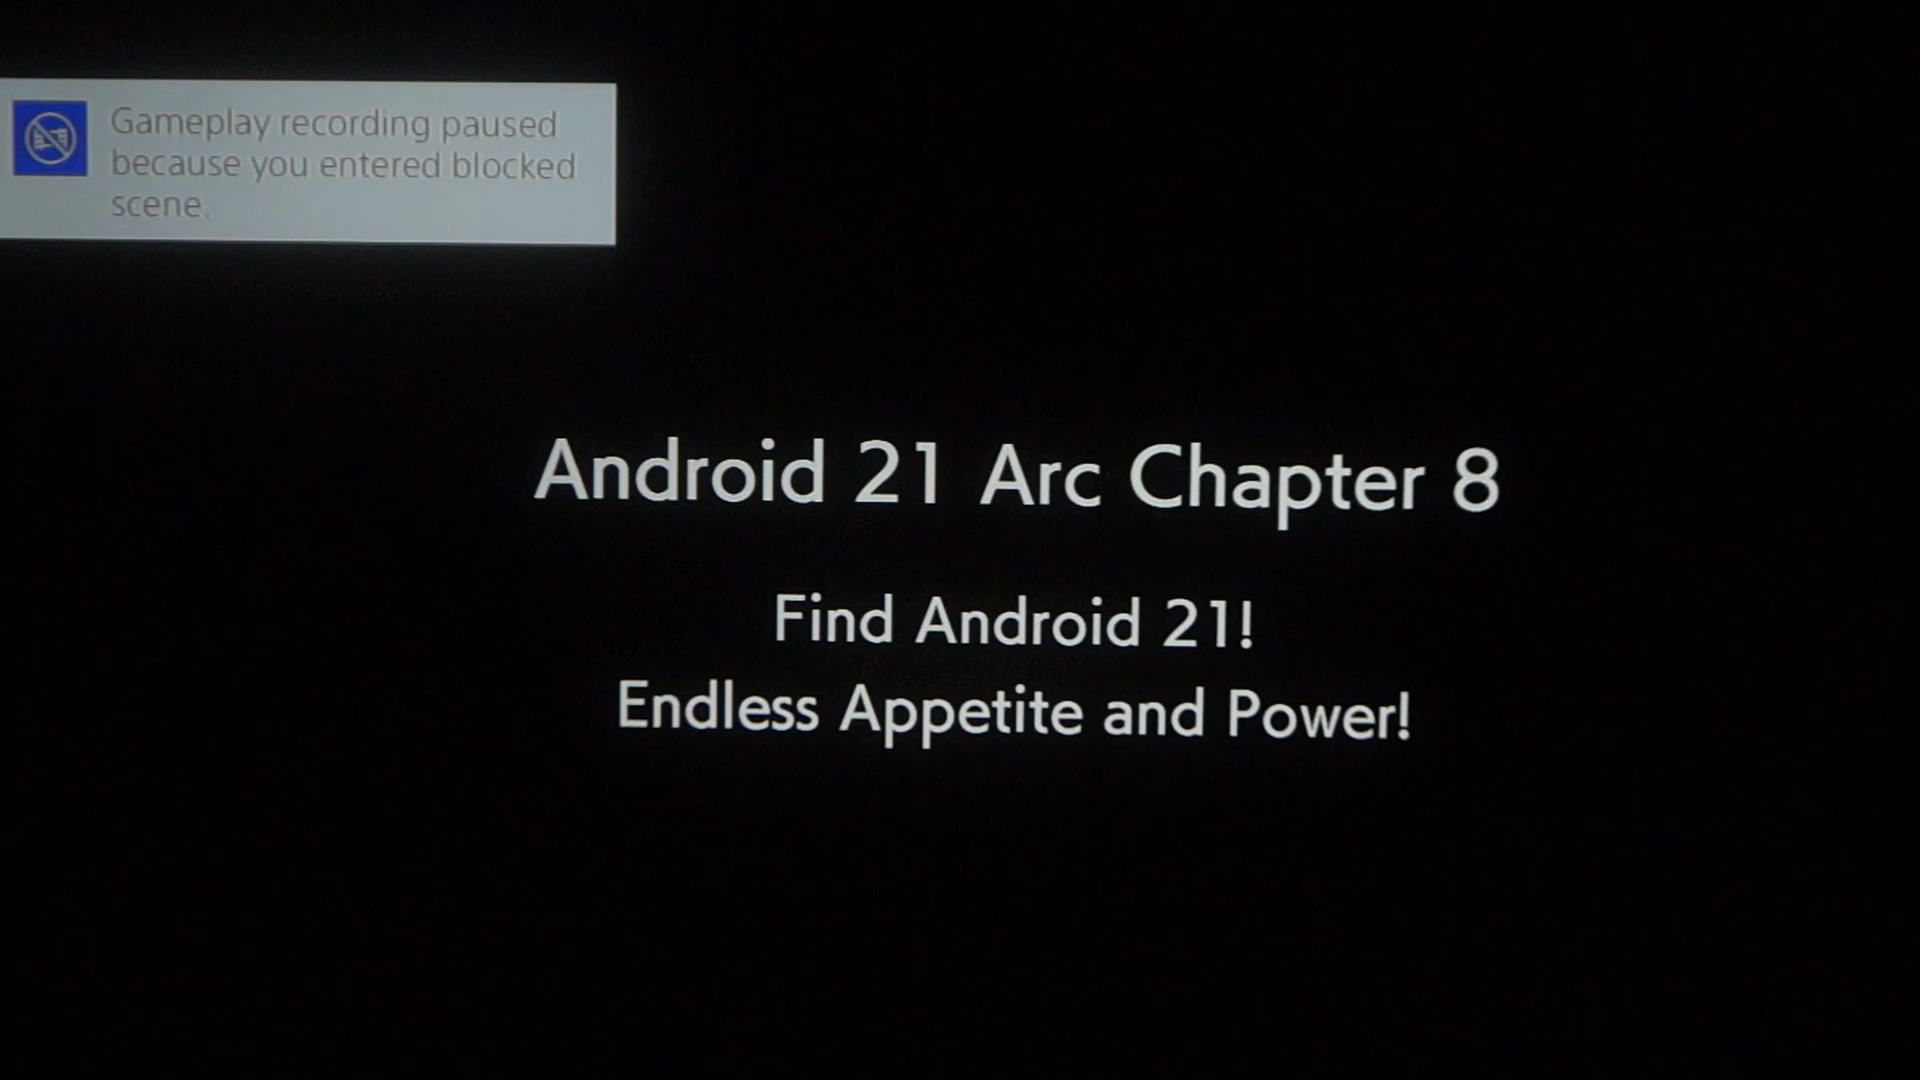 Gameplay recording paused
because you entered blocked
scene.
Android 21 Arc Chapter 8
Find Android 21!
Endless Appetite and Power!